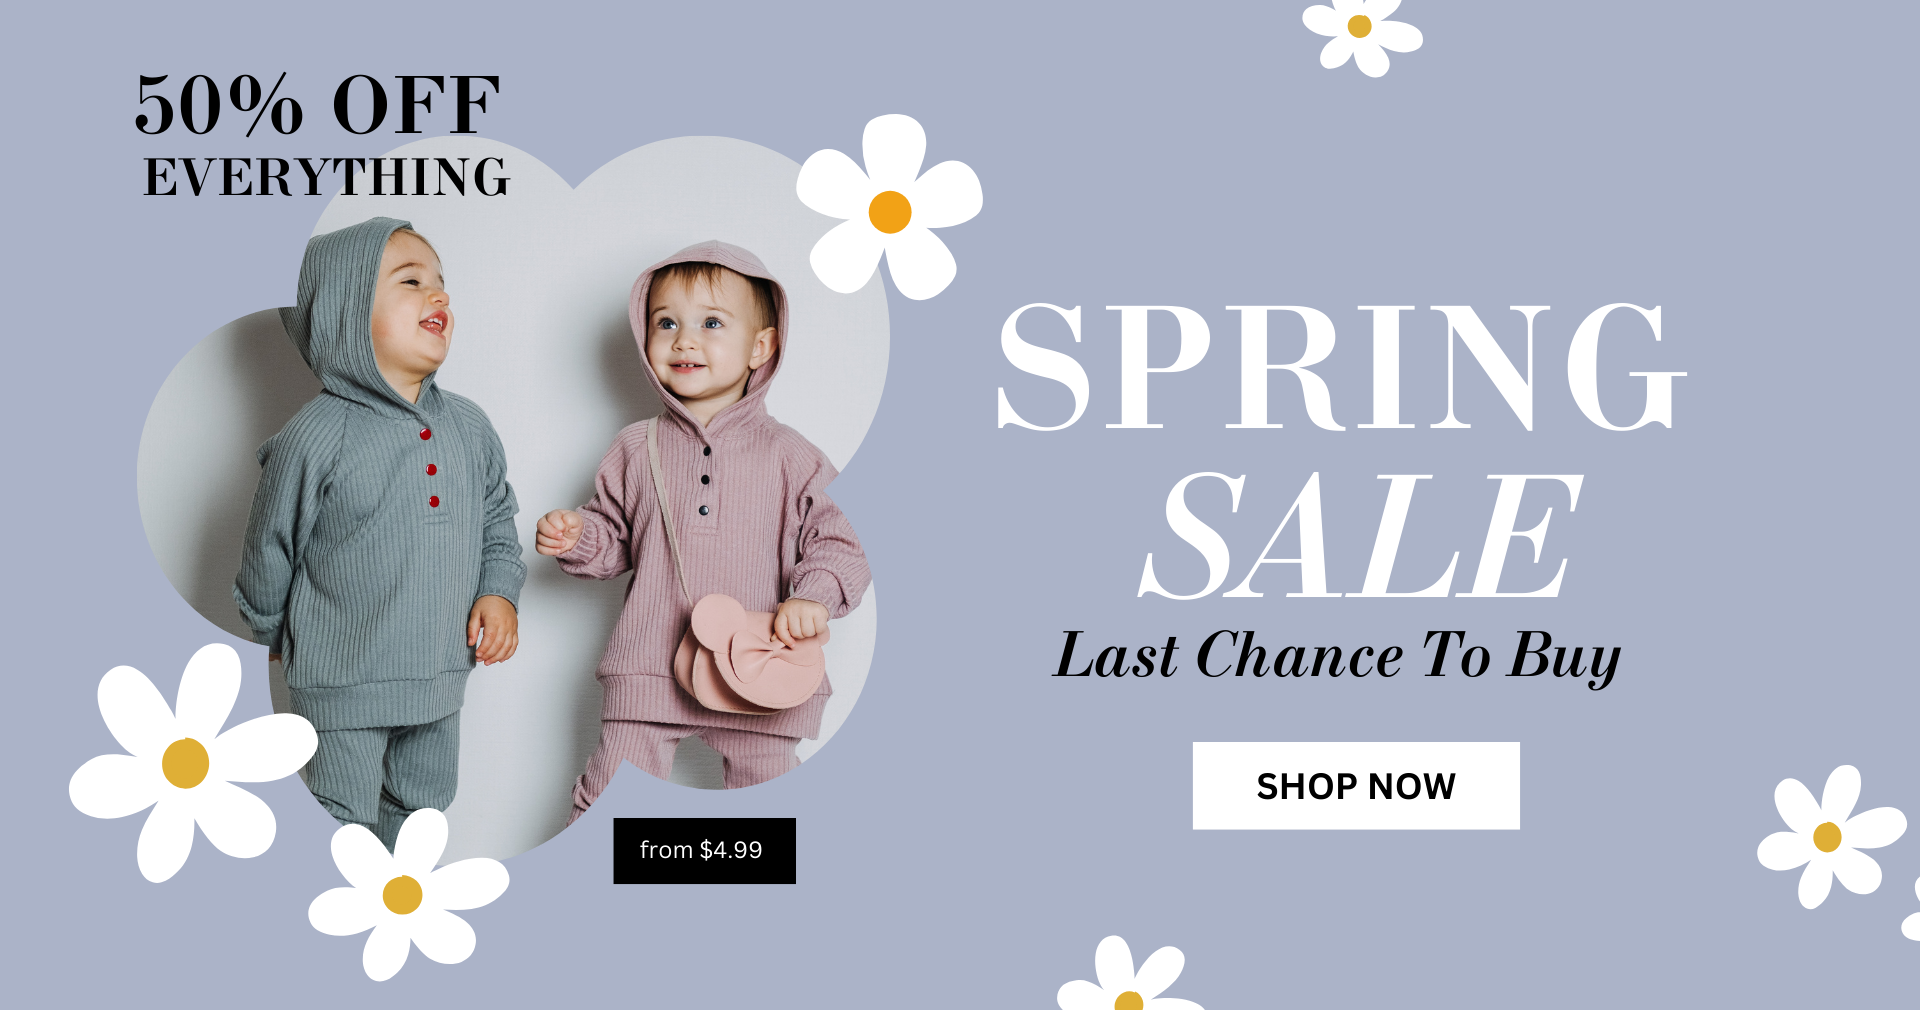 50% OFF
EVERYTHING
SPRING
SALE
Last Chance To Buy
SHOP NOW
from $4.99